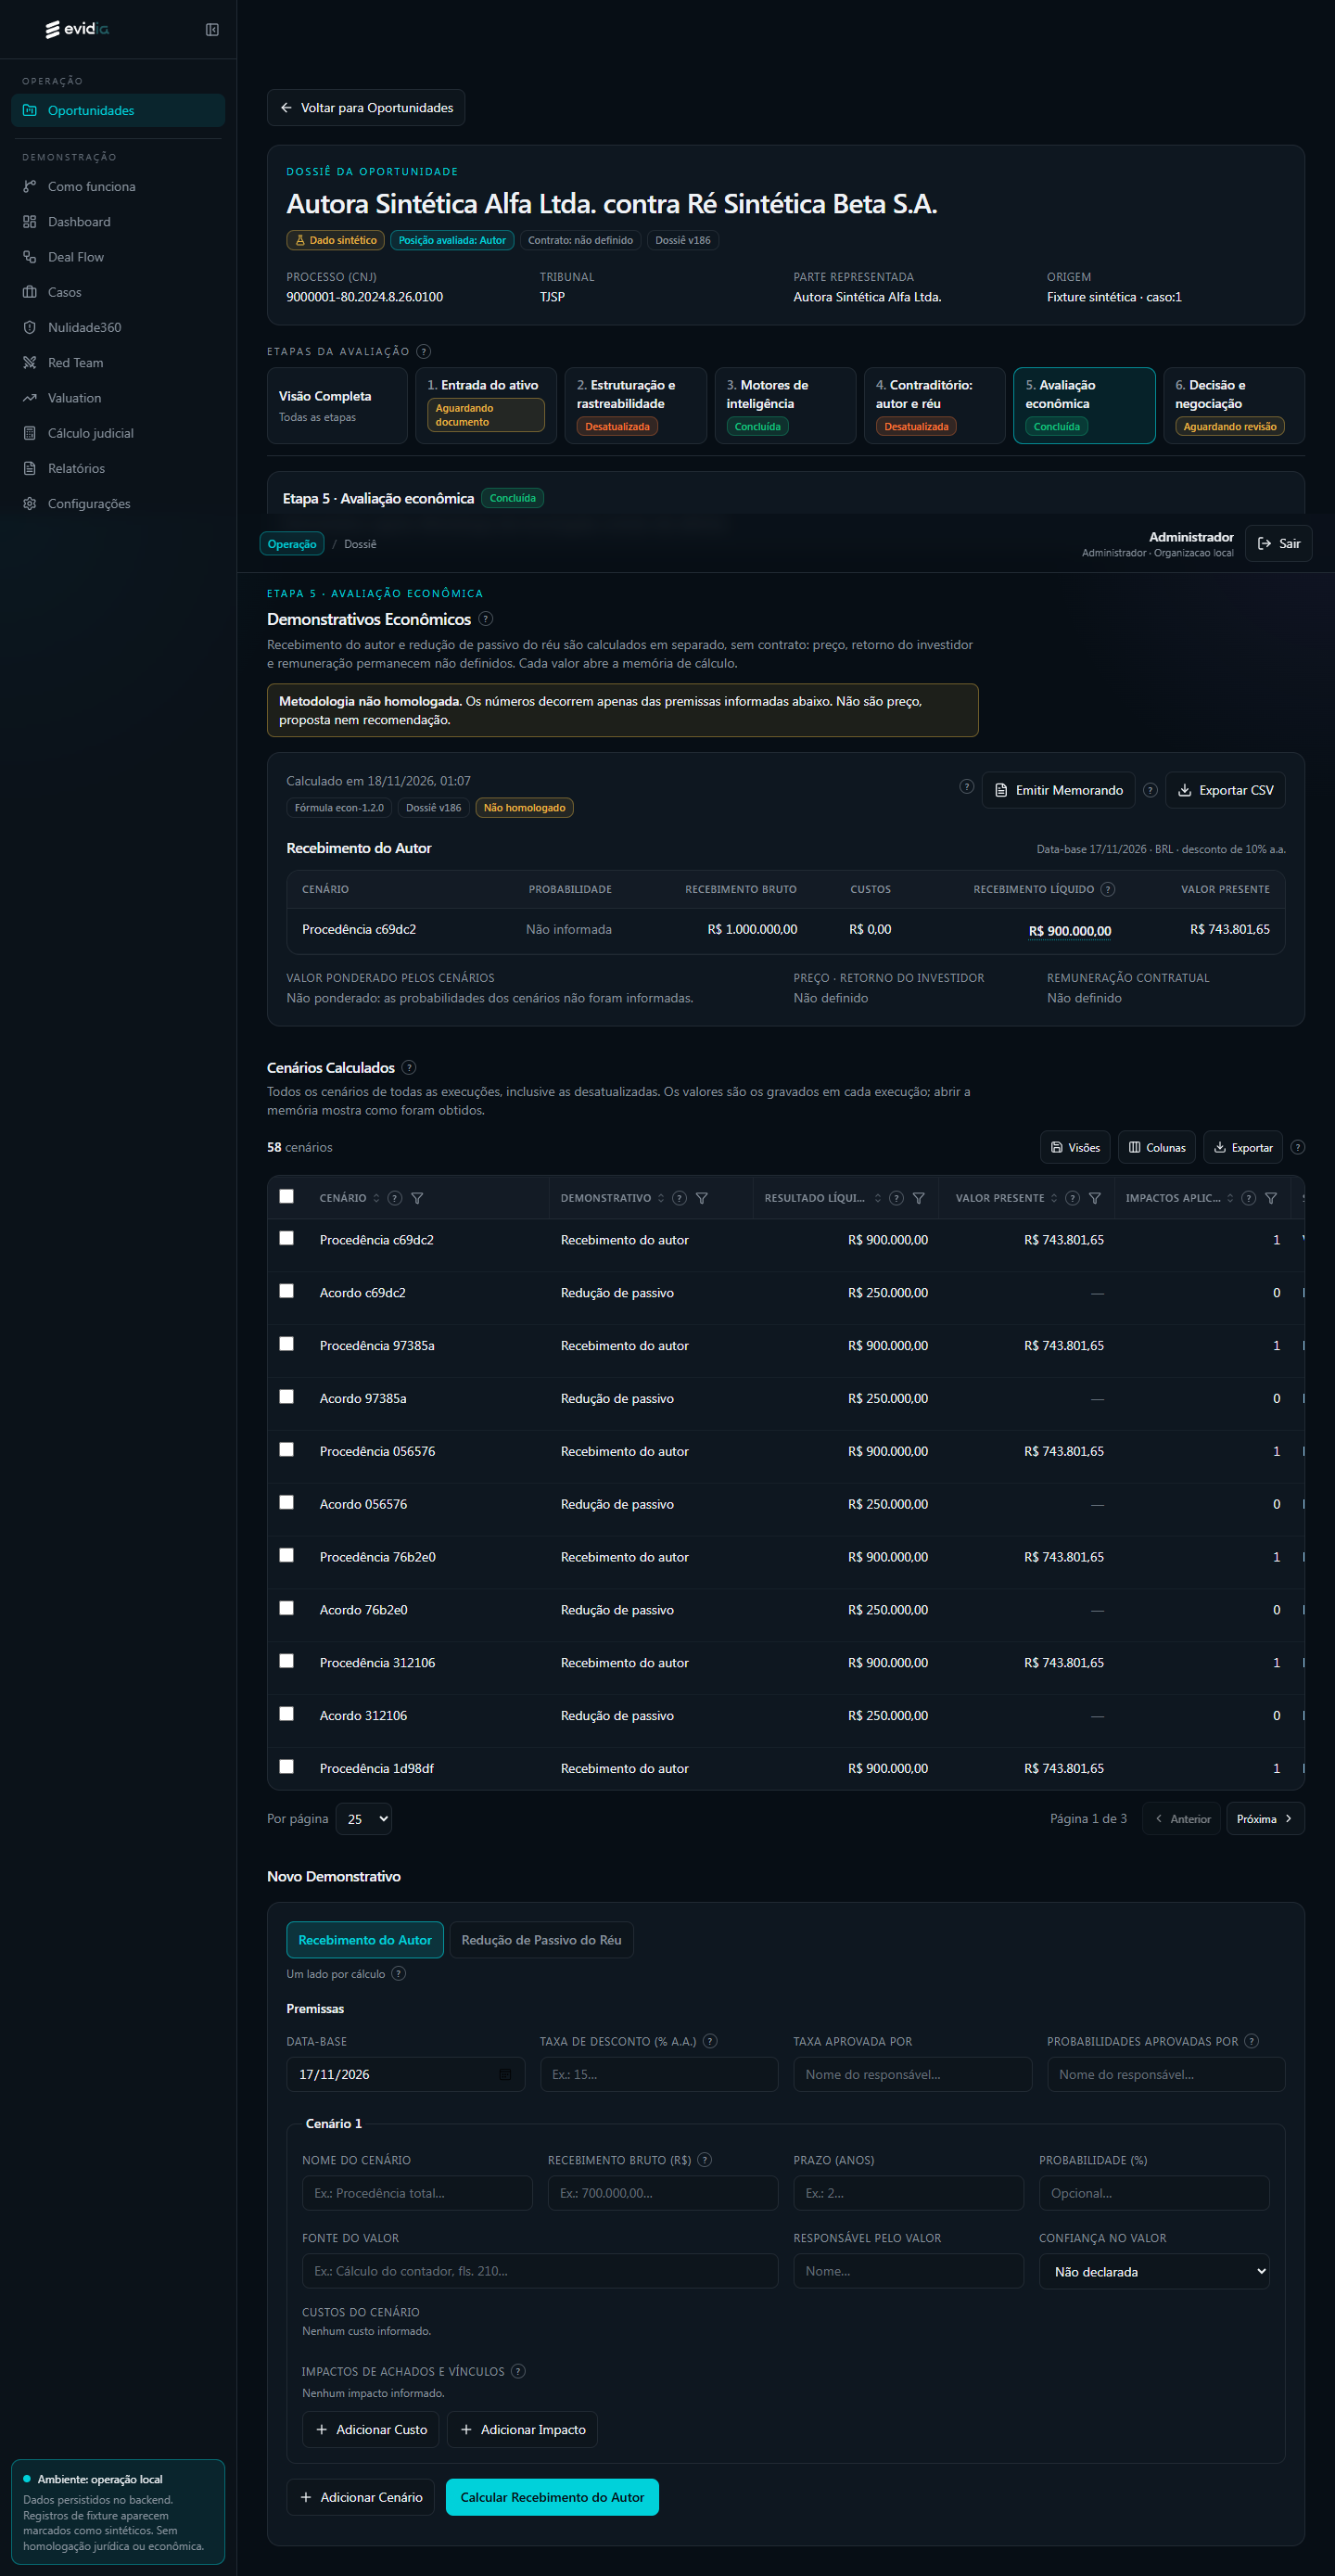 evidia
OPERAÇÃO
Oportunidades
DEMONSTRAÇÃO
Como funciona
Dashboard
Deal Flow
Casos
Nulidade360
Red Team
Valuation
Cálculo judicial
Relatórios
Configurações
Voltar para Oportunidades
DOSSIÊ DA OPORTUNIDADE
Autora Sintética Alfa Ltda. contra Ré Sintética Beta S.A.
Dado sintético Posição avaliada: Autor Contrato: não definido Dossiê v186
PROCESSO (CNJ) TRIBUNAL PARTE REPRESENTADA ORIGEM
9000001-80.2024.8.26.0100 TJSP Autora Sintética Alfa Ltda. Fixture sintética · caso:1
ETAPAS DA AVALIAÇÃO ?
Visão Completa
Todas as etapas
1. Entrada do ativo
Aguardando documento
2. Estruturação e rastreabilidade
Desatualizada
3. Motores de inteligência
Concluída
4. Contraditório: autor e réu
Desatualizada
5. Avaliação econômica
Concluída
6. Decisão e negociação
Aguardando revisão
Etapa 5 · Avaliação econômica Concluída
Operação / Dossiê
Administrador
Administrador · Organizacao local
Sair
ETAPA 5 · AVALIAÇÃO ECONÔMICA
Demonstrativos Econômicos ?
Recebimento do autor e redução de passivo do réu são calculados em separado, sem contrato: preço, retorno do investidor
e remuneração permanecem não definidos. Cada valor abre a memória de cálculo.
Metodologia não homologada. Os números decorrem apenas das premissas informadas abaixo. Não são preço,
proposta nem recomendação.
Calculado em 18/11/2026, 01:07
Fórmula econ-1.2.0 Dossiê v186 Não homologado
? Emitir Memorando ? Exportar CSV
Recebimento do Autor
Data-base 17/11/2026 · BRL · desconto de 10% a.a.
CENÁRIO PROBABILIDADE RECEBIMENTO BRUTO CUSTOS RECEBIMENTO LÍQUIDO ? VALOR PRESENTE
Procedência c69dc2 Não informada R$ 1.000.000,00 R$ 0,00 R$ 900.000,00 R$ 743.801,65
VALOR PONDERADO PELOS CENÁRIOS PREÇO · RETORNO DO INVESTIDOR REMUNERAÇÃO CONTRATUAL
Não ponderado: as probabilidades dos cenários não foram informadas. Não definido Não definido
Cenários Calculados ?
Todos os cenários de todas as execuções, inclusive as desatualizadas. Os valores são os gravados em cada execução; abrir a
memória mostra como foram obtidos.
58 cenários
Visões Colunas Exportar ?
CENÁRIO ? DEMONSTRATIVO ? RESULTADO LÍQUI... ? VALOR PRESENTE ? IMPACTOS APLIC... ?
Procedência c69dc2 Recebimento do autor R$ 900.000,00 R$ 743.801,65 1
Acordo c69dc2 Redução de passivo R$ 250.000,00 — 0
Procedência 97385a Recebimento do autor R$ 900.000,00 R$ 743.801,65 1
Acordo 97385a Redução de passivo R$ 250.000,00 — 0
Procedência 056576 Recebimento do autor R$ 900.000,00 R$ 743.801,65 1
Acordo 056576 Redução de passivo R$ 250.000,00 — 0
Procedência 76b2e0 Recebimento do autor R$ 900.000,00 R$ 743.801,65 1
Acordo 76b2e0 Redução de passivo R$ 250.000,00 — 0
Procedência 312106 Recebimento do autor R$ 900.000,00 R$ 743.801,65 1
Acordo 312106 Redução de passivo R$ 250.000,00 — 0
Procedência 1d98df Recebimento do autor R$ 900.000,00 R$ 743.801,65 1
Por página 25
Página 1 de 3 Anterior Próxima
Novo Demonstrativo
Recebimento do Autor Redução de Passivo do Réu
Um lado por cálculo ?
Premissas
DATA-BASE TAXA DE DESCONTO (% A.A.) ? TAXA APROVADA POR PROBABILIDADES APROVADAS POR ?
17/11/2026 Ex.: 15... Nome do responsável... Nome do responsável...
Cenário 1
NOME DO CENÁRIO RECEBIMENTO BRUTO (R$) ? PRAZO (ANOS) PROBABILIDADE (%)
Ex.: Procedência total... Ex.: 700.000,00... Ex.: 2... Opcional...
FONTE DO VALOR RESPONSÁVEL PELO VALOR CONFIANÇA NO VALOR
Ex.: Cálculo do contador, fls. 210... Nome... Não declarada
CUSTOS DO CENÁRIO
Nenhum custo informado.
IMPACTOS DE ACHADOS E VÍNCULOS ?
Nenhum impacto informado.
Adicionar Custo Adicionar Impacto
Adicionar Cenário Calcular Recebimento do Autor
Ambiente: operação local
Dados persistidos no backend.
Registros de fixture aparecem
marcados como sintéticos. Sem
homologação jurídica ou econômica.